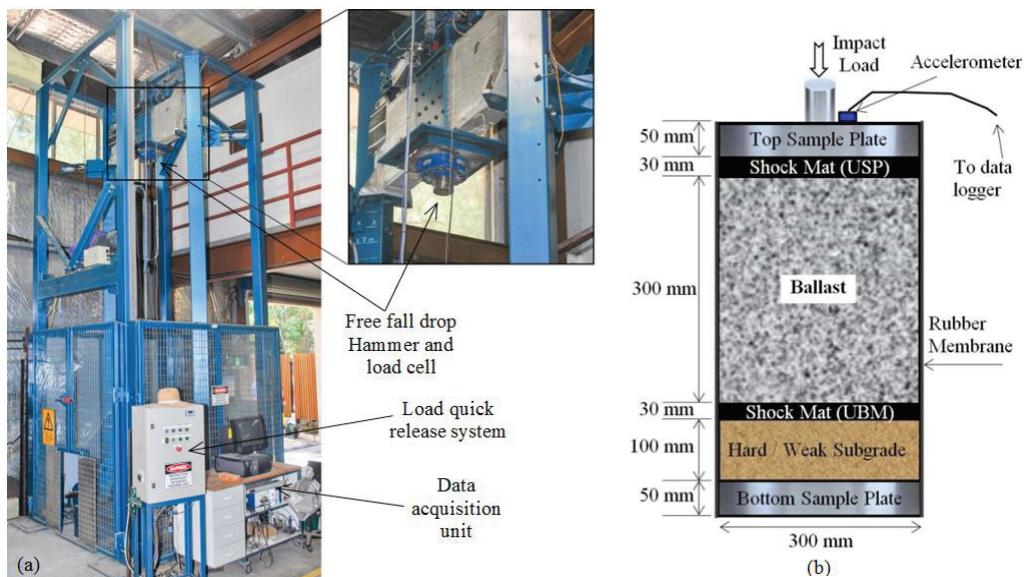 Free fall drop
Hammer and
load cell
Load quick
release system
Data
acquisition
unit
DANGER
(a)
Impact
Load
Accelerometer
To data
logger
50 mm
Top Sample Plate
30 mm
Shock Mat (USP)
300 mm
Ballast
Rubber
Membrane
30 mm
Shock Mat (UBM)
100 mm
Hard / Weak Subgrade
50 mm
Bottom Sample Plate
300 mm
(b)